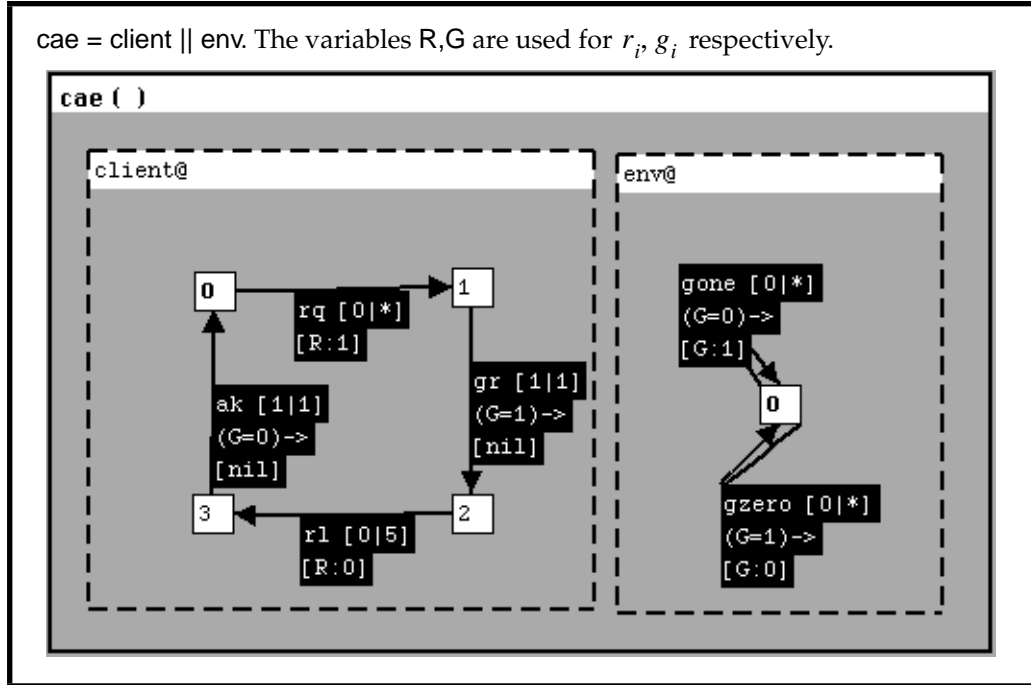 cae = client || env. The variables R,G are used for r_i, g_i respectively.
cae ( )
client@
env@
0
rq [0|*]
[R:1]
1
gr [1|1]
(G=1)->
[nil]
2
rl [0|5]
[R:0]
3
ak [1|1]
(G=0)->
[nil]
gone [0|*]
(G=0)->
[G:1]
0
gzero [0|*]
(G=1)->
[G:0]